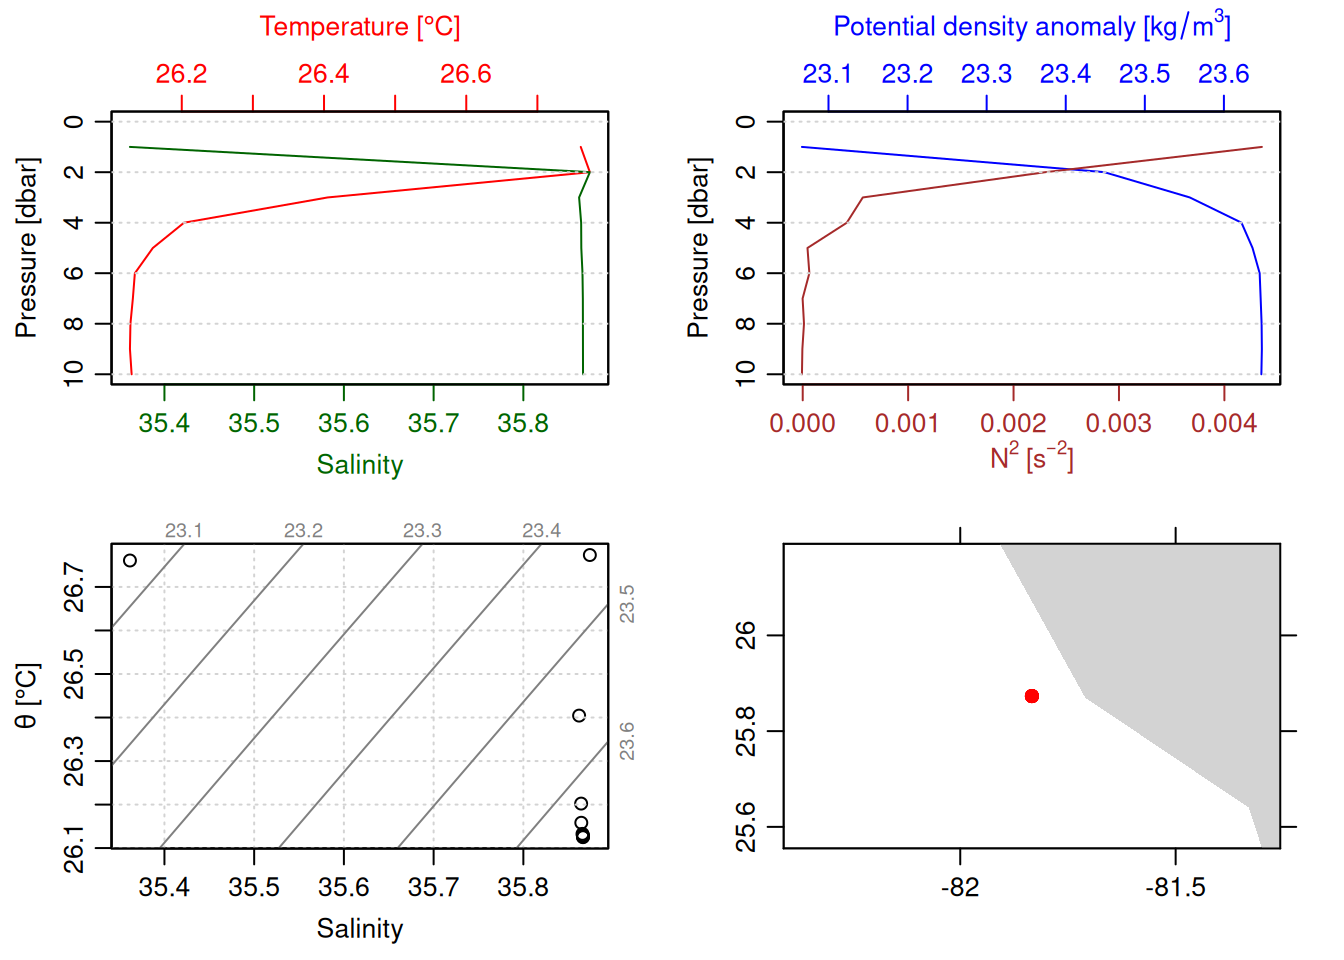 Temperature [°C]
26.2 26.4 26.6
Pressure [dbar]
0
2
4
6
8
10
35.4 35.5 35.6 35.7 35.8
Salinity
Potential density anomaly [kg/m³]
23.1 23.2 23.3 23.4 23.5 23.6
Pressure [dbar]
0
2
4
6
8
10
0.000 0.001 0.002 0.003 0.004
N² [s⁻²]
23.1 23.2 23.3 23.4
23.5
23.6
θ [°C]
26.7
26.5
26.3
26.1
35.4 35.5 35.6 35.7 35.8
Salinity
26
25.8
25.6
-82 -81.5